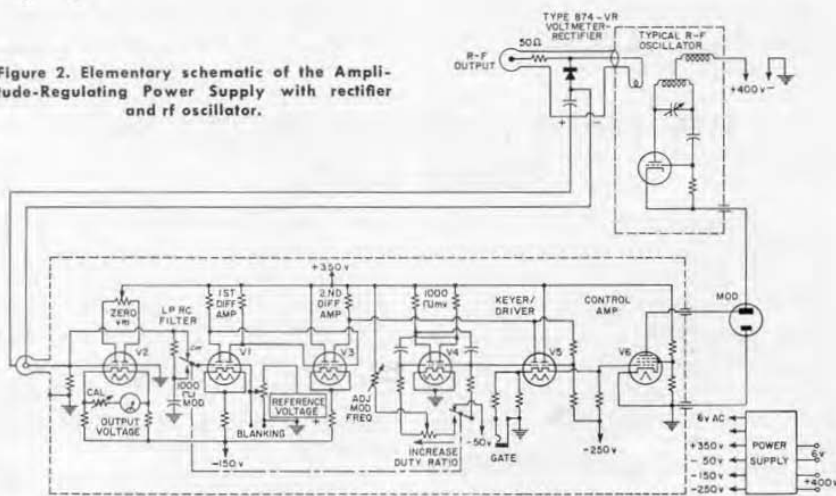 Figure 2. Elementary schematic of the Ampli-
tude-Regulating Power Supply with rectifier
and rf oscillator.
TYPE 874-VR
VOLTMETER-
RECTIFIER
TYPICAL R-F
OSCILLATOR
R-F
OUTPUT
50Ω
+400v-
+
-
+350v
ZERO
vm
LP RC
FILTER
1ST
DIFF
AMP
2ND
DIFF
AMP
1000
mv
KEYER/
DRIVER
CONTROL
AMP
MOD
V2
V1
V3
V4
V5
V6
CAL
OUTPUT
VOLTAGE
1000
MOD
BLANKING
REFERENCE
VOLTAGE
+
ADJ
MOD
FREQ
-50v
INCREASE
DUTY RATIO
GATE
-150v
-250v
6v AC
+350v
- 50v
-150v
-250v
POWER
SUPPLY
6v
+400v